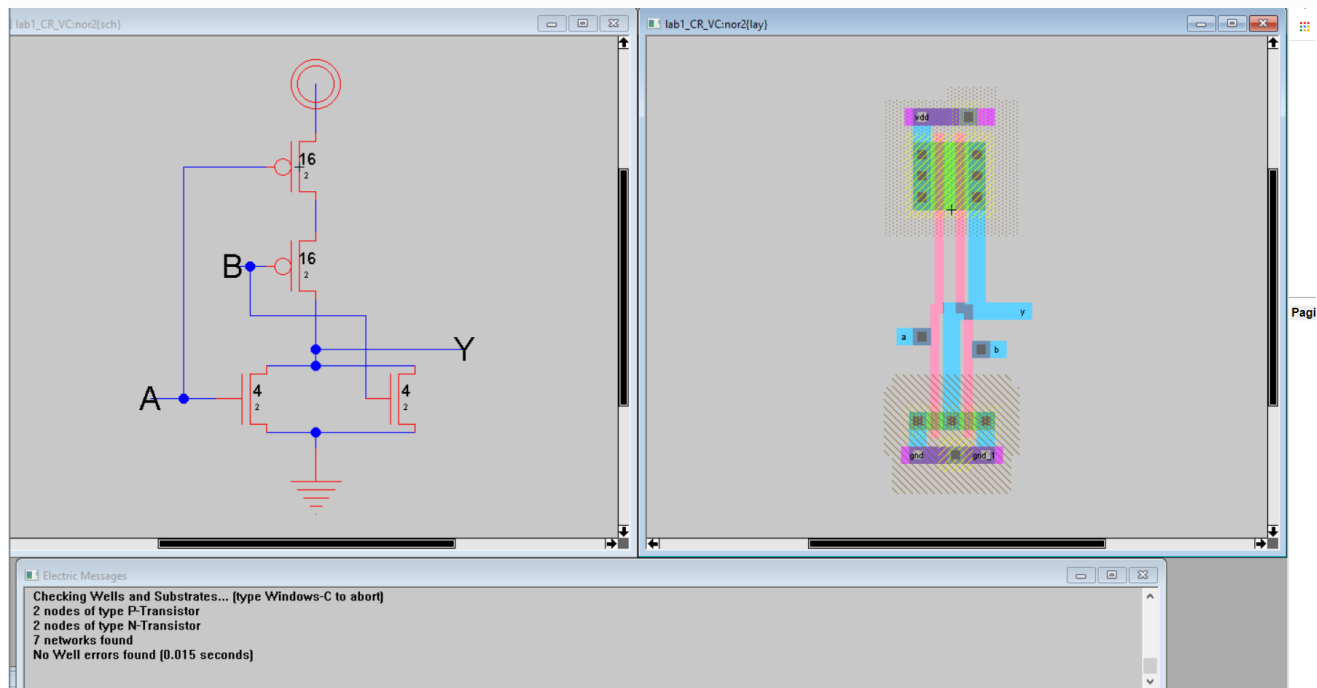 lab1_CR_VC:nor2{sch}
lab1_CR_VC:nor2{lay}
16
2
B
16
2
Y
A
4
2
4
2
vdd
y
a
b
gnd
gnd_1
Pagi
Electric Messages
Checking Wells and Substrates... (type Windows-C to abort)
2 nodes of type P-Transistor
2 nodes of type N-Transistor
7 networks found
No Well errors found (0.015 seconds)